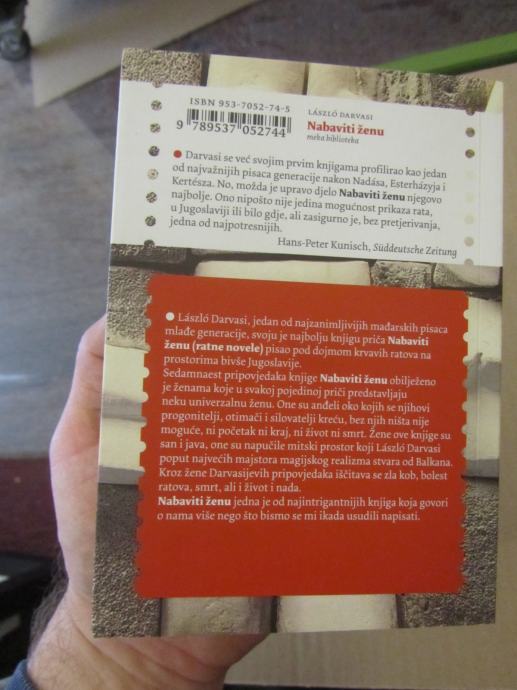 ISBN 953-7052-74-5
9 789537 052744
LÁSZLÓ DARVASI
Nabaviti ženu
meka biblioteka
Darvasi se već svojim prvim knjigama profilirao kao jedan
od najvažnijih pisaca generacije nakon Nadása, Esterházyja i
Kertésza. No, možda je upravo djelo Nabaviti ženu njegovo
najbolje. Ono nipošto nije jedina mogućnost prikaza rata,
u Jugoslaviji ili bilo gdje, ali zasigurno je, bez pretjerivanja,
jedna od najpotresnijih.
Hans-Peter Kunisch, Süddeutsche Zeitung
László Darvasi, jedan od najzanimljivijih mađarskih pisaca
mlađe generacije, svoju je najbolju knjigu priča Nabaviti
ženu (ratne novele) pisao pod dojmom krvavih ratova na
prostorima bivše Jugoslavije.
Sedamnaest pripovjedaka knjige Nabaviti ženu obilježeno
je ženama koje u svakoj pojedinoj priči predstavljaju
neku univerzalnu ženu. One su anđeli oko kojih se njihovi
progonitelji, otimači i silovatelji kreću, bez njih ništa nije
moguće, ni početak ni kraj, ni život ni smrt. Žene ove knjige su
san i java, one su napučile mitski prostor koji László Darvasi
poput najvećih majstora magijskog realizma stvara od Balkana.
Kroz žene Darvasijevih pripovjedaka iščitava se zla kob, bolest
ratova, smrt, ali i život i nada.
Nabaviti ženu jedna je od najintrigantnijih knjiga koja govori
o nama više nego što bismo se mi ikada usudili napisati.